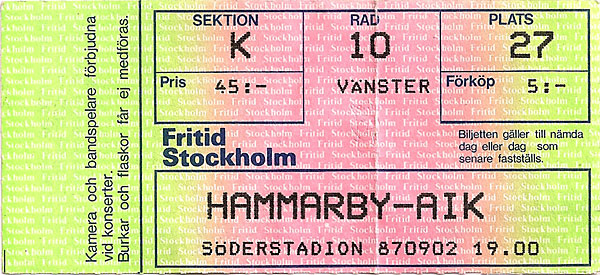 Kamera och bandspelare förbjudna
vid konserter.
Burkar och flaskor får ej medföras.
SEKTION RAD PLATS
K 10 27
Pris 45:- VÄNSTER Förköp 5:-
Fritid
Stockholm
Biljetten gäller till nämda
dag eller dag som
senare fastställs.
HAMMARBY-AIK
SÖDERSTADION 870902 19.00